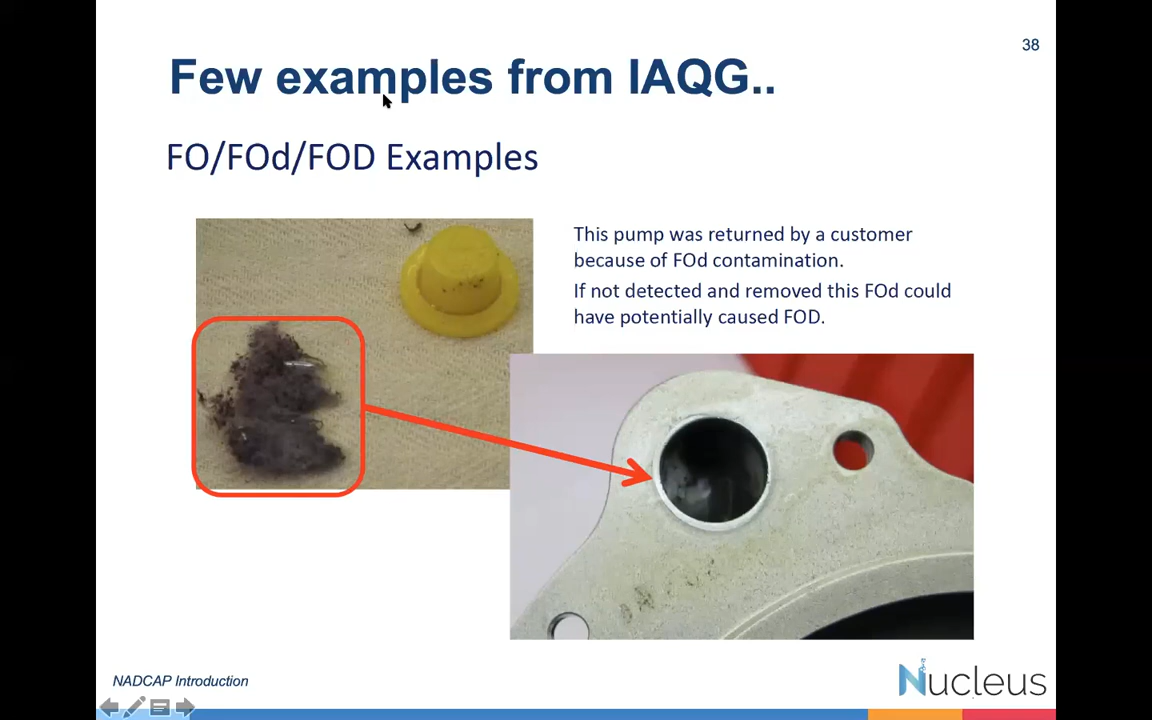 38
Few examples from IAQG..
FO/FOd/FOD Examples
This pump was returned by a customer
because of FOd contamination.
If not detected and removed this FOd could
have potentially caused FOD.
NADCAP Introduction
Nucleus